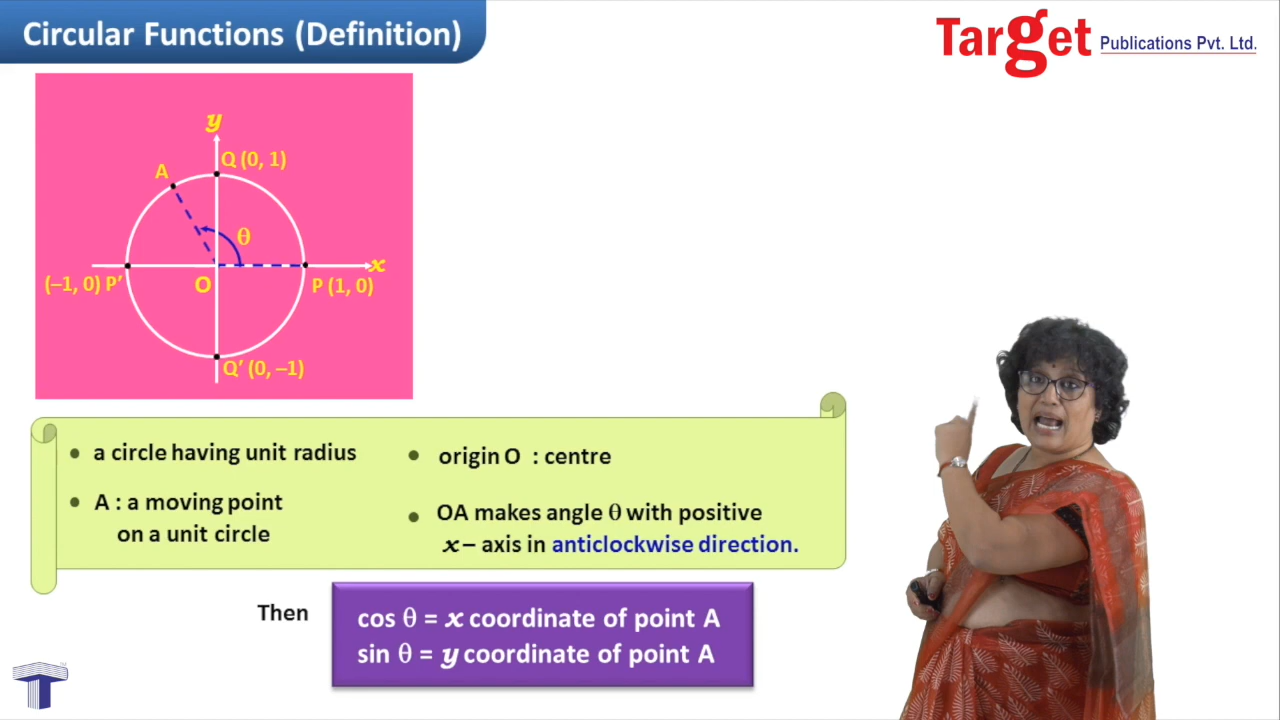 Circular Functions (Definition)
Target Publications Pvt. Ltd.
y
Q (0, 1)
A
θ
x
(–1, 0) P′
O
P (1, 0)
Q′ (0, –1)
• a circle having unit radius
• A : a moving point
on a unit circle
• origin O : centre
• OA makes angle θ with positive
x – axis in anticlockwise direction.
Then
cos θ = x coordinate of point A
sin θ = y coordinate of point A